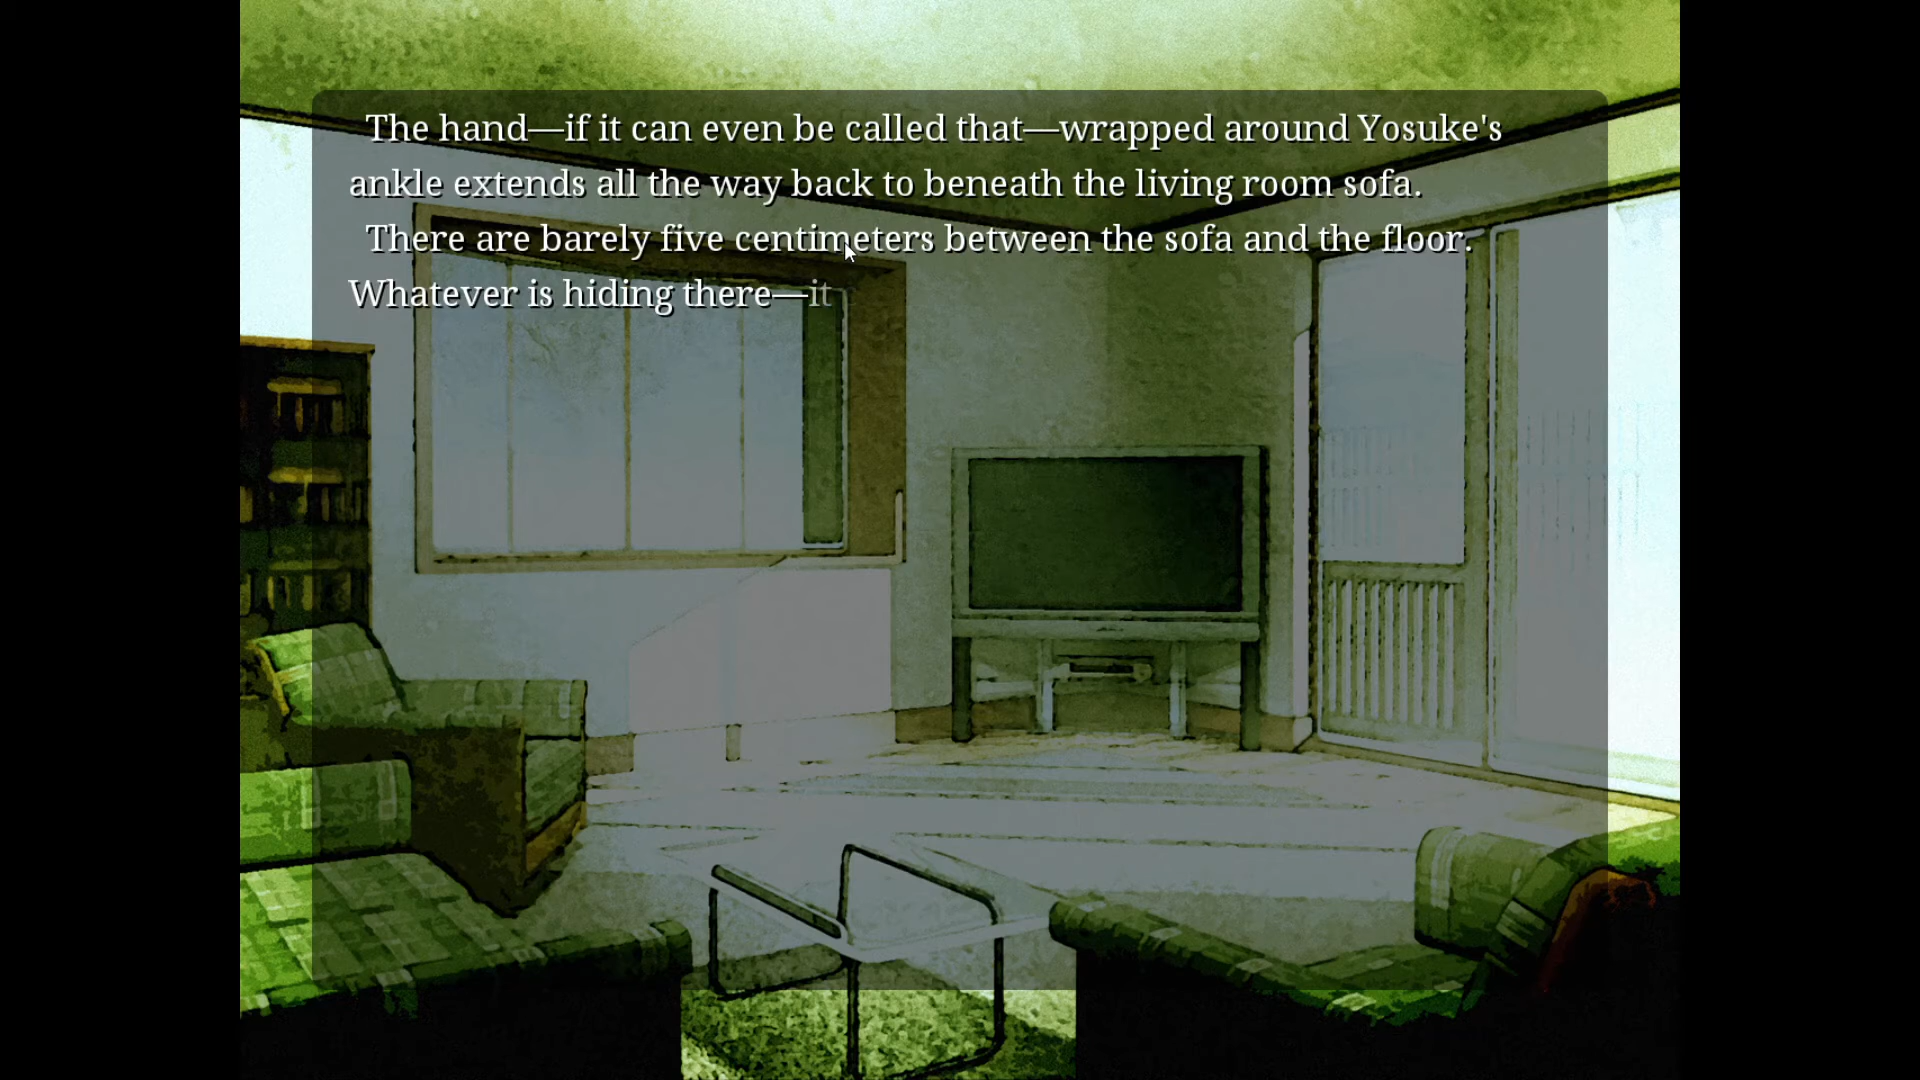 The hand—if it can even be called that—wrapped around Yosuke's
ankle extends all the way back to beneath the living room sofa.
There are barely five centimeters between the sofa and the floor.
Whatever is hiding there—it